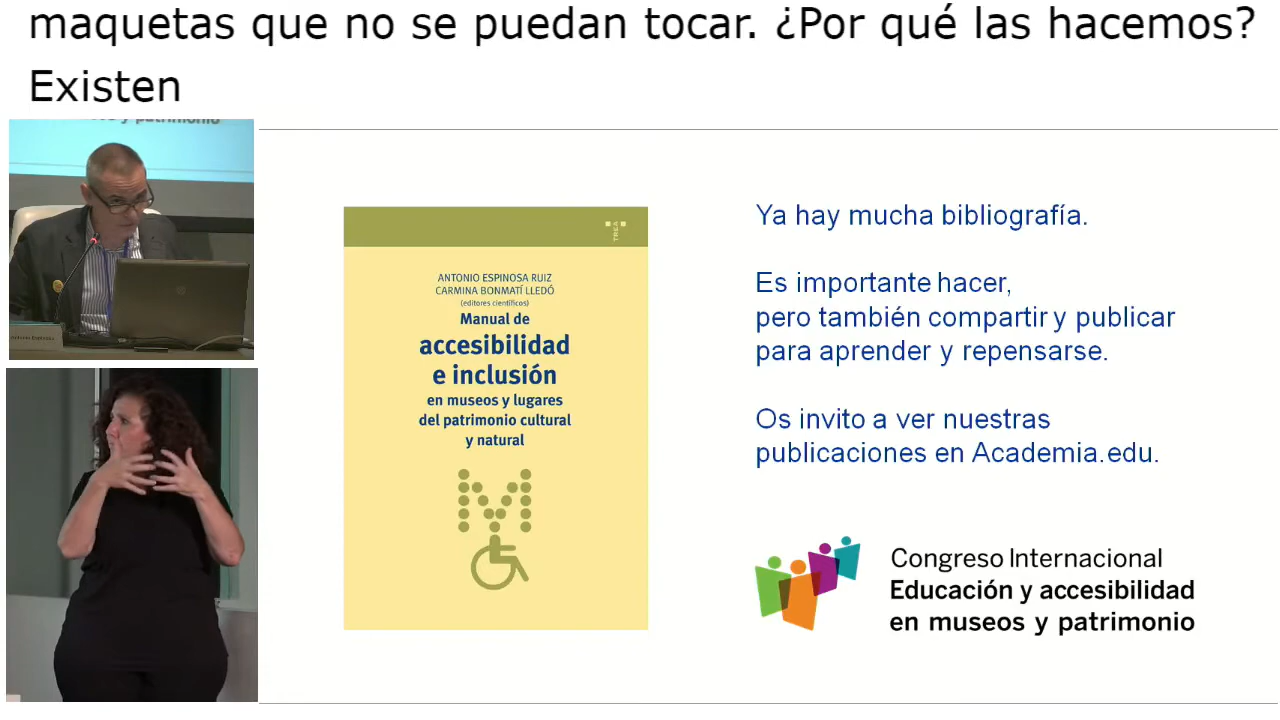 maquetas que no se puedan tocar. ¿Por qué las hacemos?
Existen
y patrimonio
TREA
ANTONIO ESPINOSA RUIZ
CARMINA BONMATÍ LLEDÓ
(editores científicos)
Manual de
accesibilidad
e inclusión
en museos y lugares
del patrimonio cultural
y natural
Ya hay mucha bibliografía.
Es importante hacer,
pero también compartir y publicar
para aprender y repensarse.
Os invito a ver nuestras
publicaciones en Academia.edu.
Congreso Internacional
Educación y accesibilidad
en museos y patrimonio